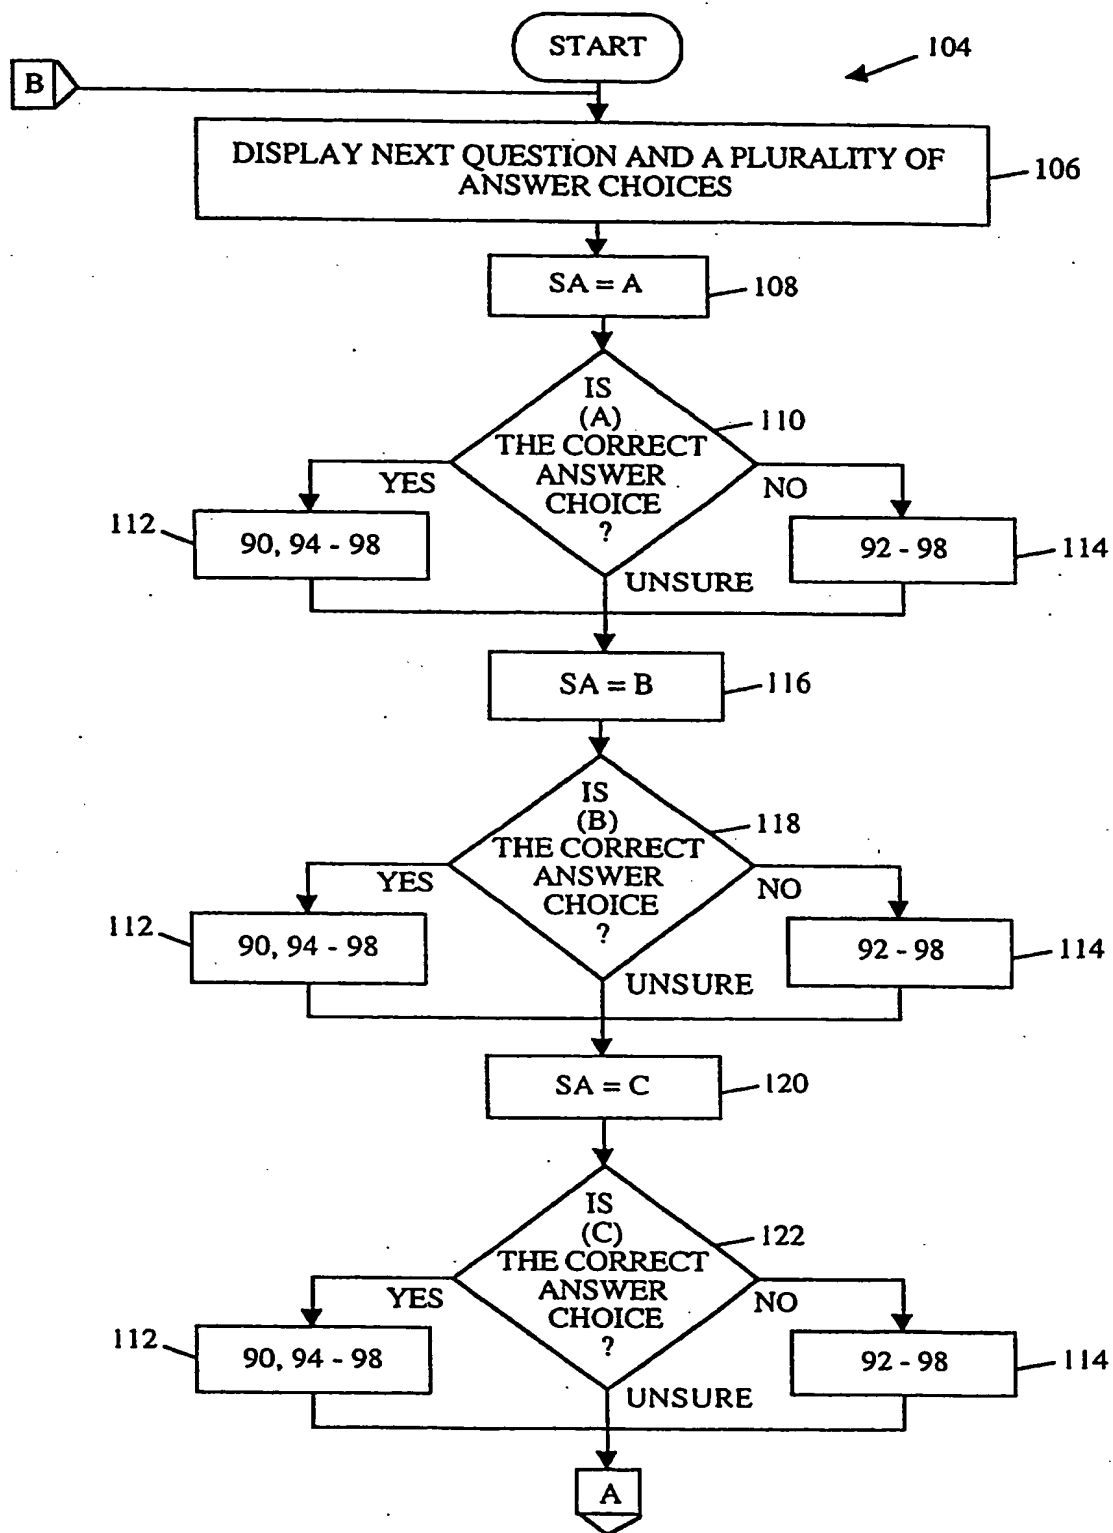 START
104
B
DISPLAY NEXT QUESTION AND A PLURALITY OF
ANSWER CHOICES
106
SA = A
108
IS
(A)
THE CORRECT
ANSWER
CHOICE
?
110
YES
NO
UNSURE
112
90, 94 - 98
92 - 98
114
SA = B
116
IS
(B)
THE CORRECT
ANSWER
CHOICE
?
118
YES
NO
UNSURE
112
90, 94 - 98
92 - 98
114
SA = C
120
IS
(C)
THE CORRECT
ANSWER
CHOICE
?
122
YES
NO
UNSURE
112
90, 94 - 98
92 - 98
114
A